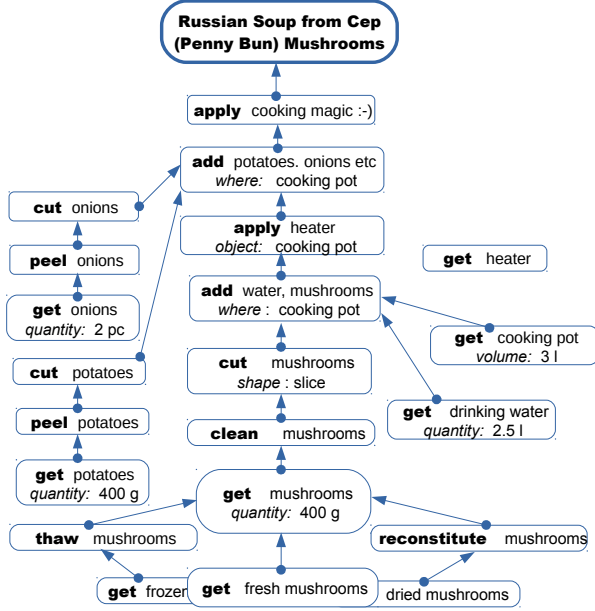 Russian Soup from Cep
(Penny Bun) Mushrooms
apply cooking magic :-)
add potatoes. onions etc
where: cooking pot
cut onions
apply heater
object: cooking pot
peel onions
get heater
add water, mushrooms
where : cooking pot
get onions
quantity: 2 pc
get cooking pot
volume: 3 l
cut potatoes
cut mushrooms
shape : slice
peel potatoes
get drinking water
quantity: 2.5 l
clean mushrooms
get potatoes
quantity: 400 g
get mushrooms
quantity: 400 g
thaw mushrooms
reconstitute mushrooms
get frozen
get fresh mushrooms
dried mushrooms